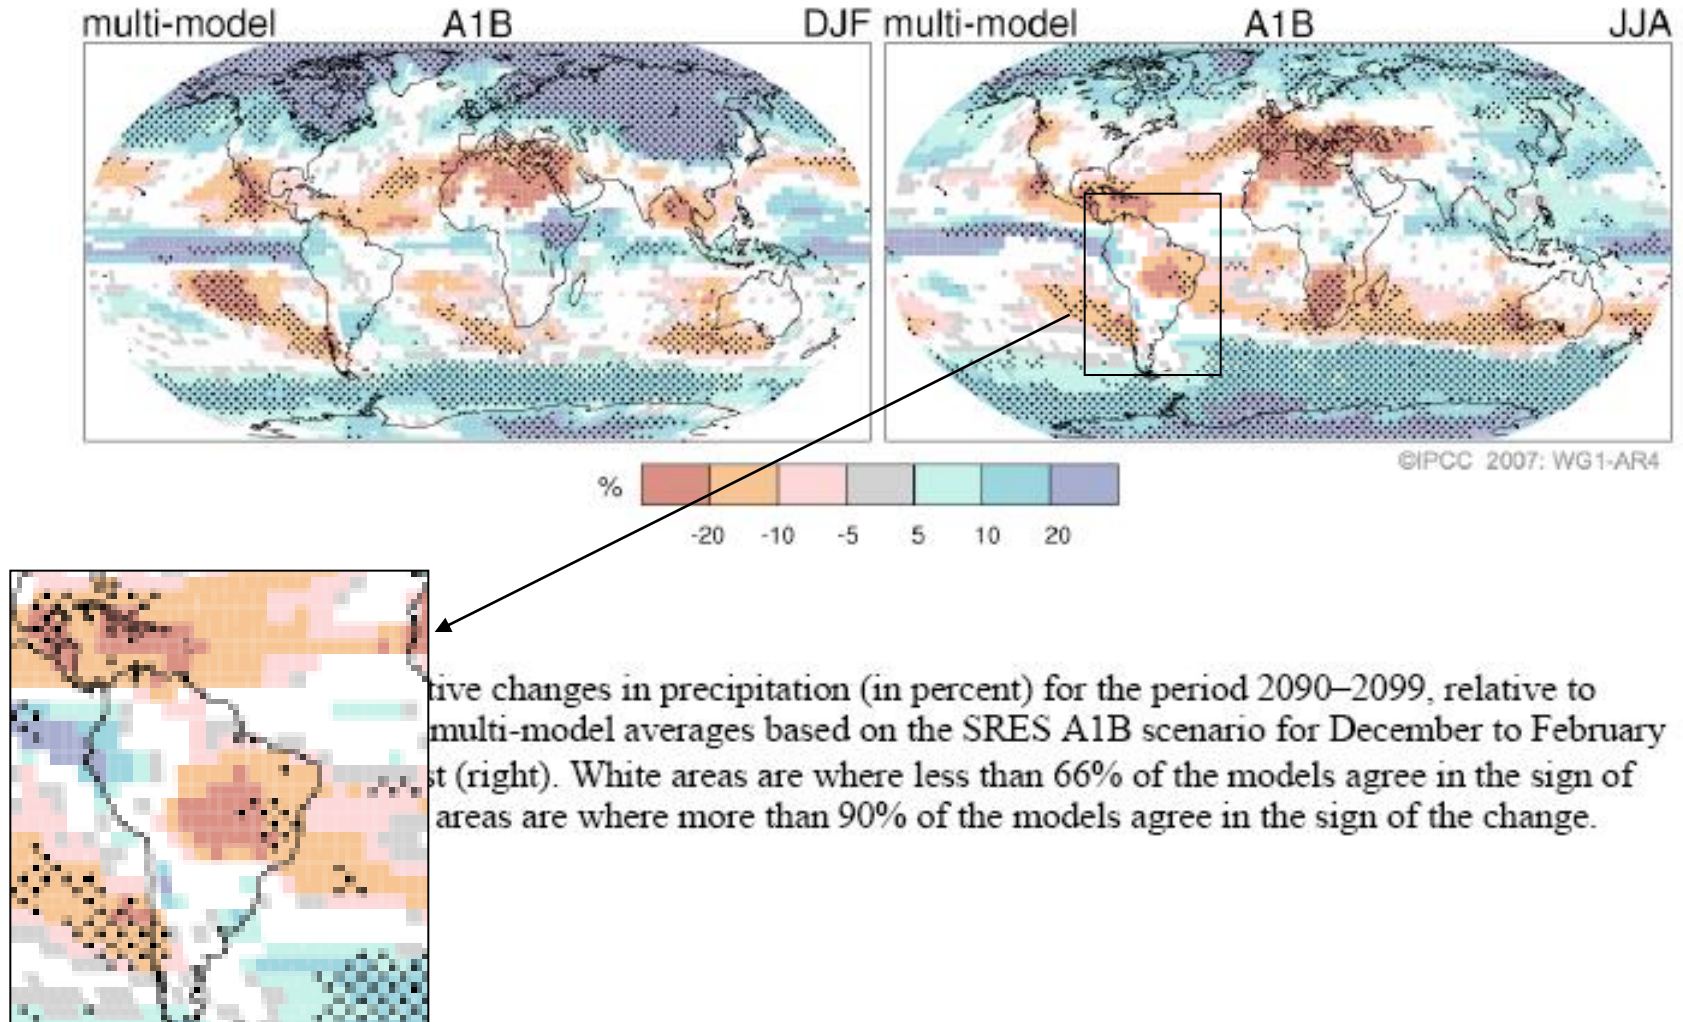 multi-model A1B DJF multi-model A1B JJA
©IPCC 2007: WG1-AR4
%
-20 -10 -5 5 10 20
tive changes in precipitation (in percent) for the period 2090–2099, relative to
multi-model averages based on the SRES A1B scenario for December to February
st (right). White areas are where less than 66% of the models agree in the sign of
areas are where more than 90% of the models agree in the sign of the change.